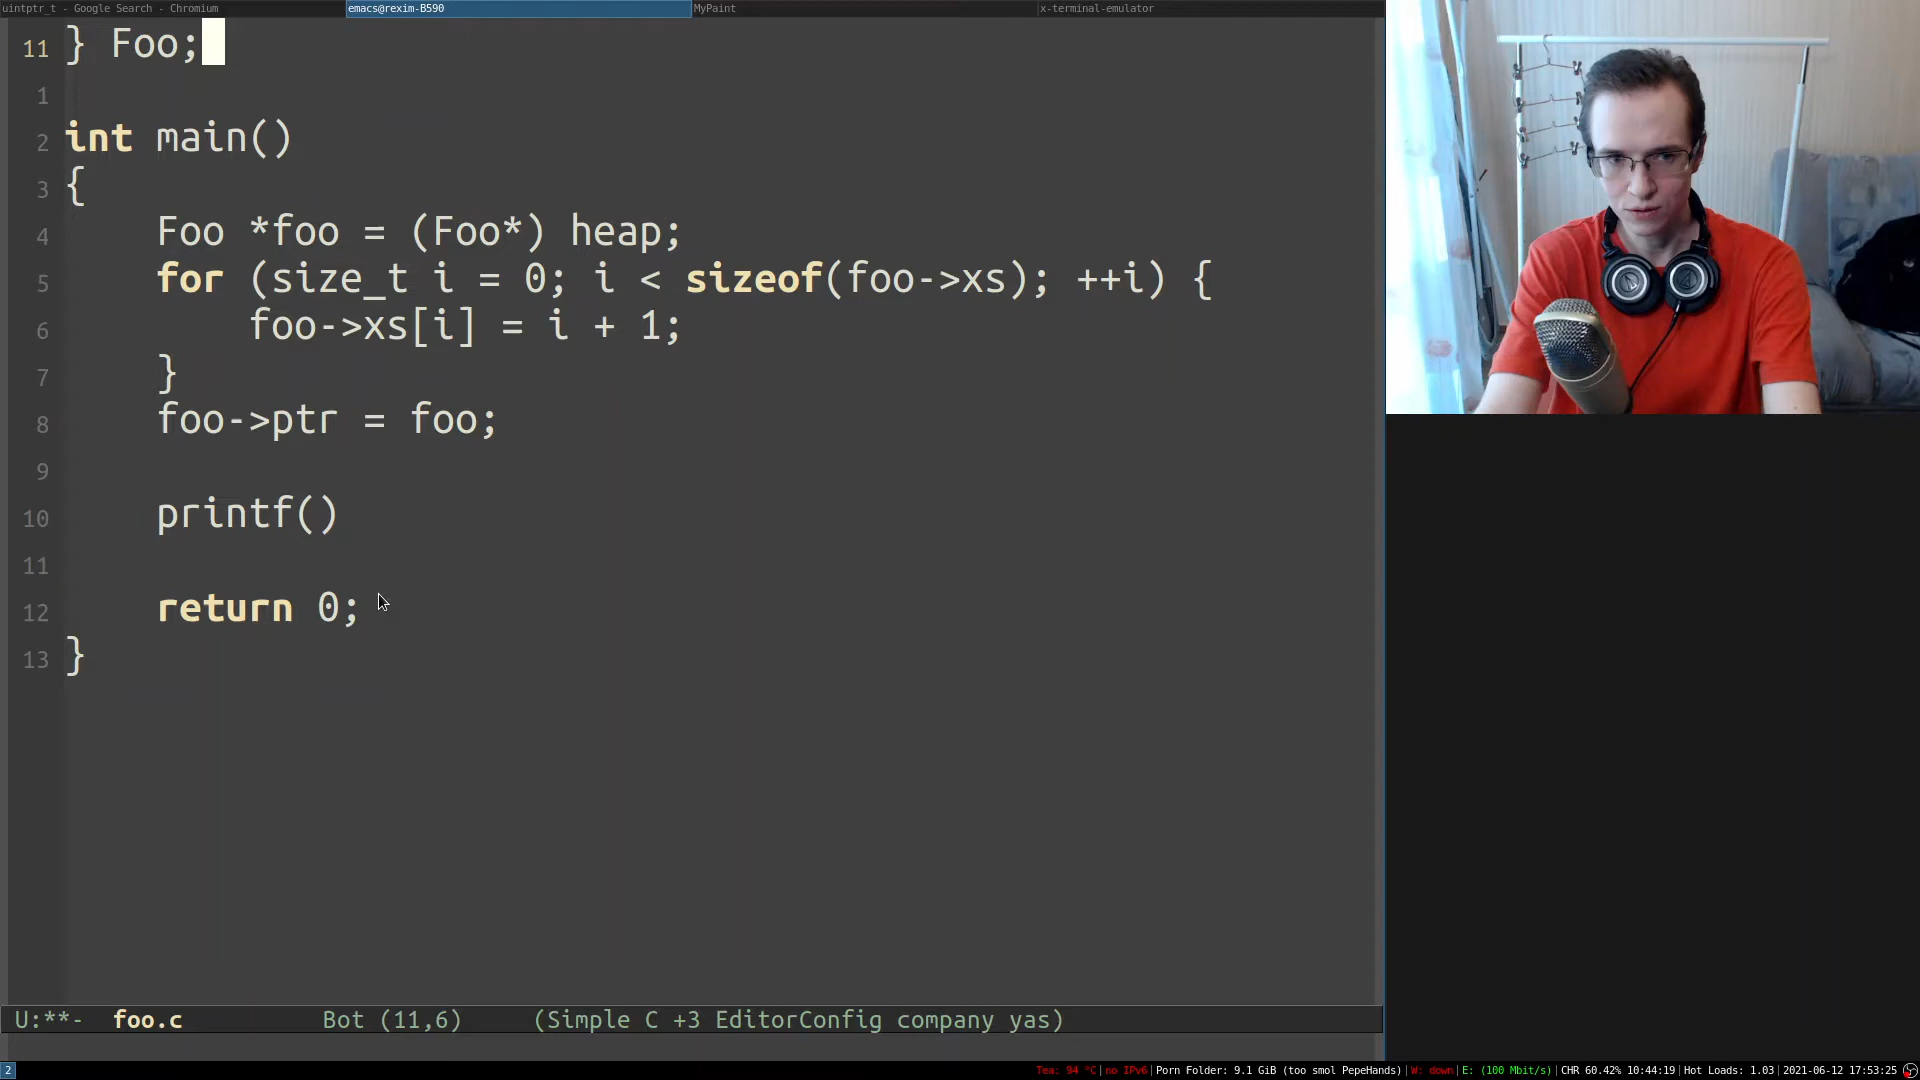 uintptr_t - Google Search - Chromium
emacs@rexim-B590
MyPaint
x-terminal-emulator
11 } Foo;
1
2 int main()
3 {
4 Foo *foo = (Foo*) heap;
5 for (size_t i = 0; i < sizeof(foo->xs); ++i) {
6 foo->xs[i] = i + 1;
7 }
8 foo->ptr = foo;
9
10 printf()
11
12 return 0;
13 }
U:**- foo.c Bot (11,6) (Simple C +3 EditorConfig company yas)
2 Tea: 94 °C|no IPv6|Porn Folder: 9.1 GiB (too smol PepeHands)|W: down|E: (100 Mbit/s)|CHR 60.42% 10:44:19|Hot Loads: 1.03|2021-06-12 17:53:25